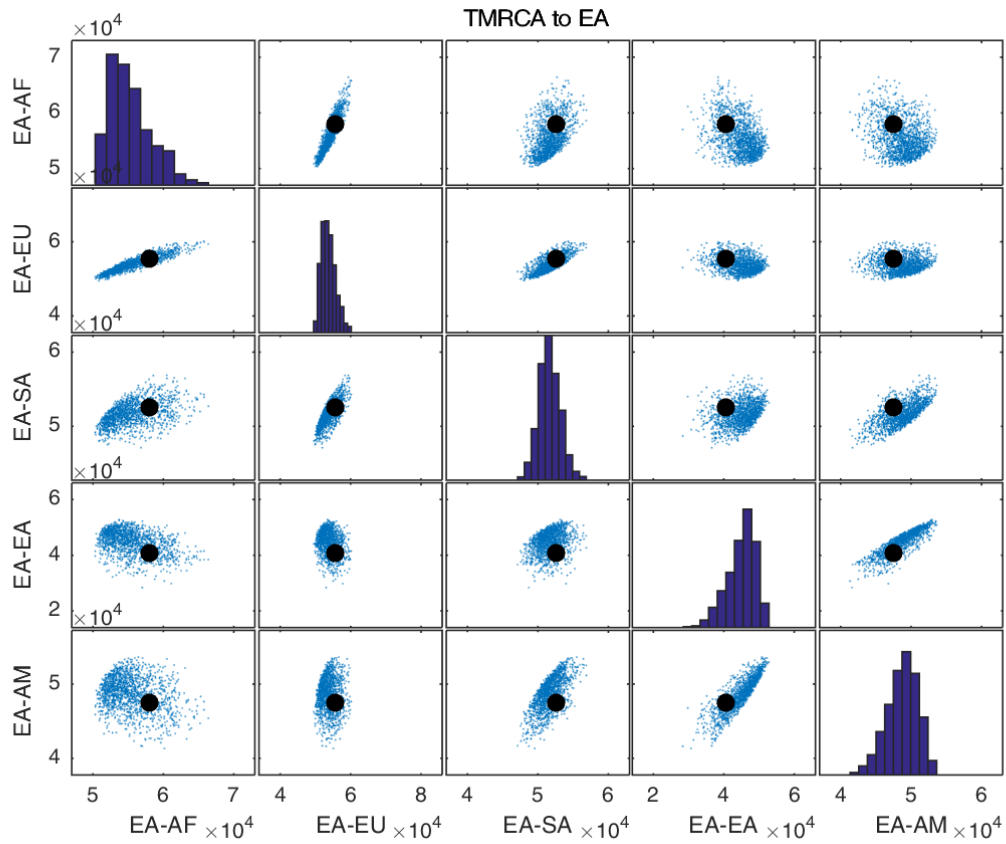 TMRCA to EA
×10⁴
7
6
5
EA-AF
×10⁴
6
4
EA-EU
×10⁴
6
5
EA-SA
×10⁴
6
4
2
EA-EA
×10⁴
5
4
EA-AM
5 6 7 4 6 8 4 5 6 2 4 6 4 5 6
EA-AF ×10⁴ EA-EU ×10⁴ EA-SA ×10⁴ EA-EA ×10⁴ EA-AM ×10⁴